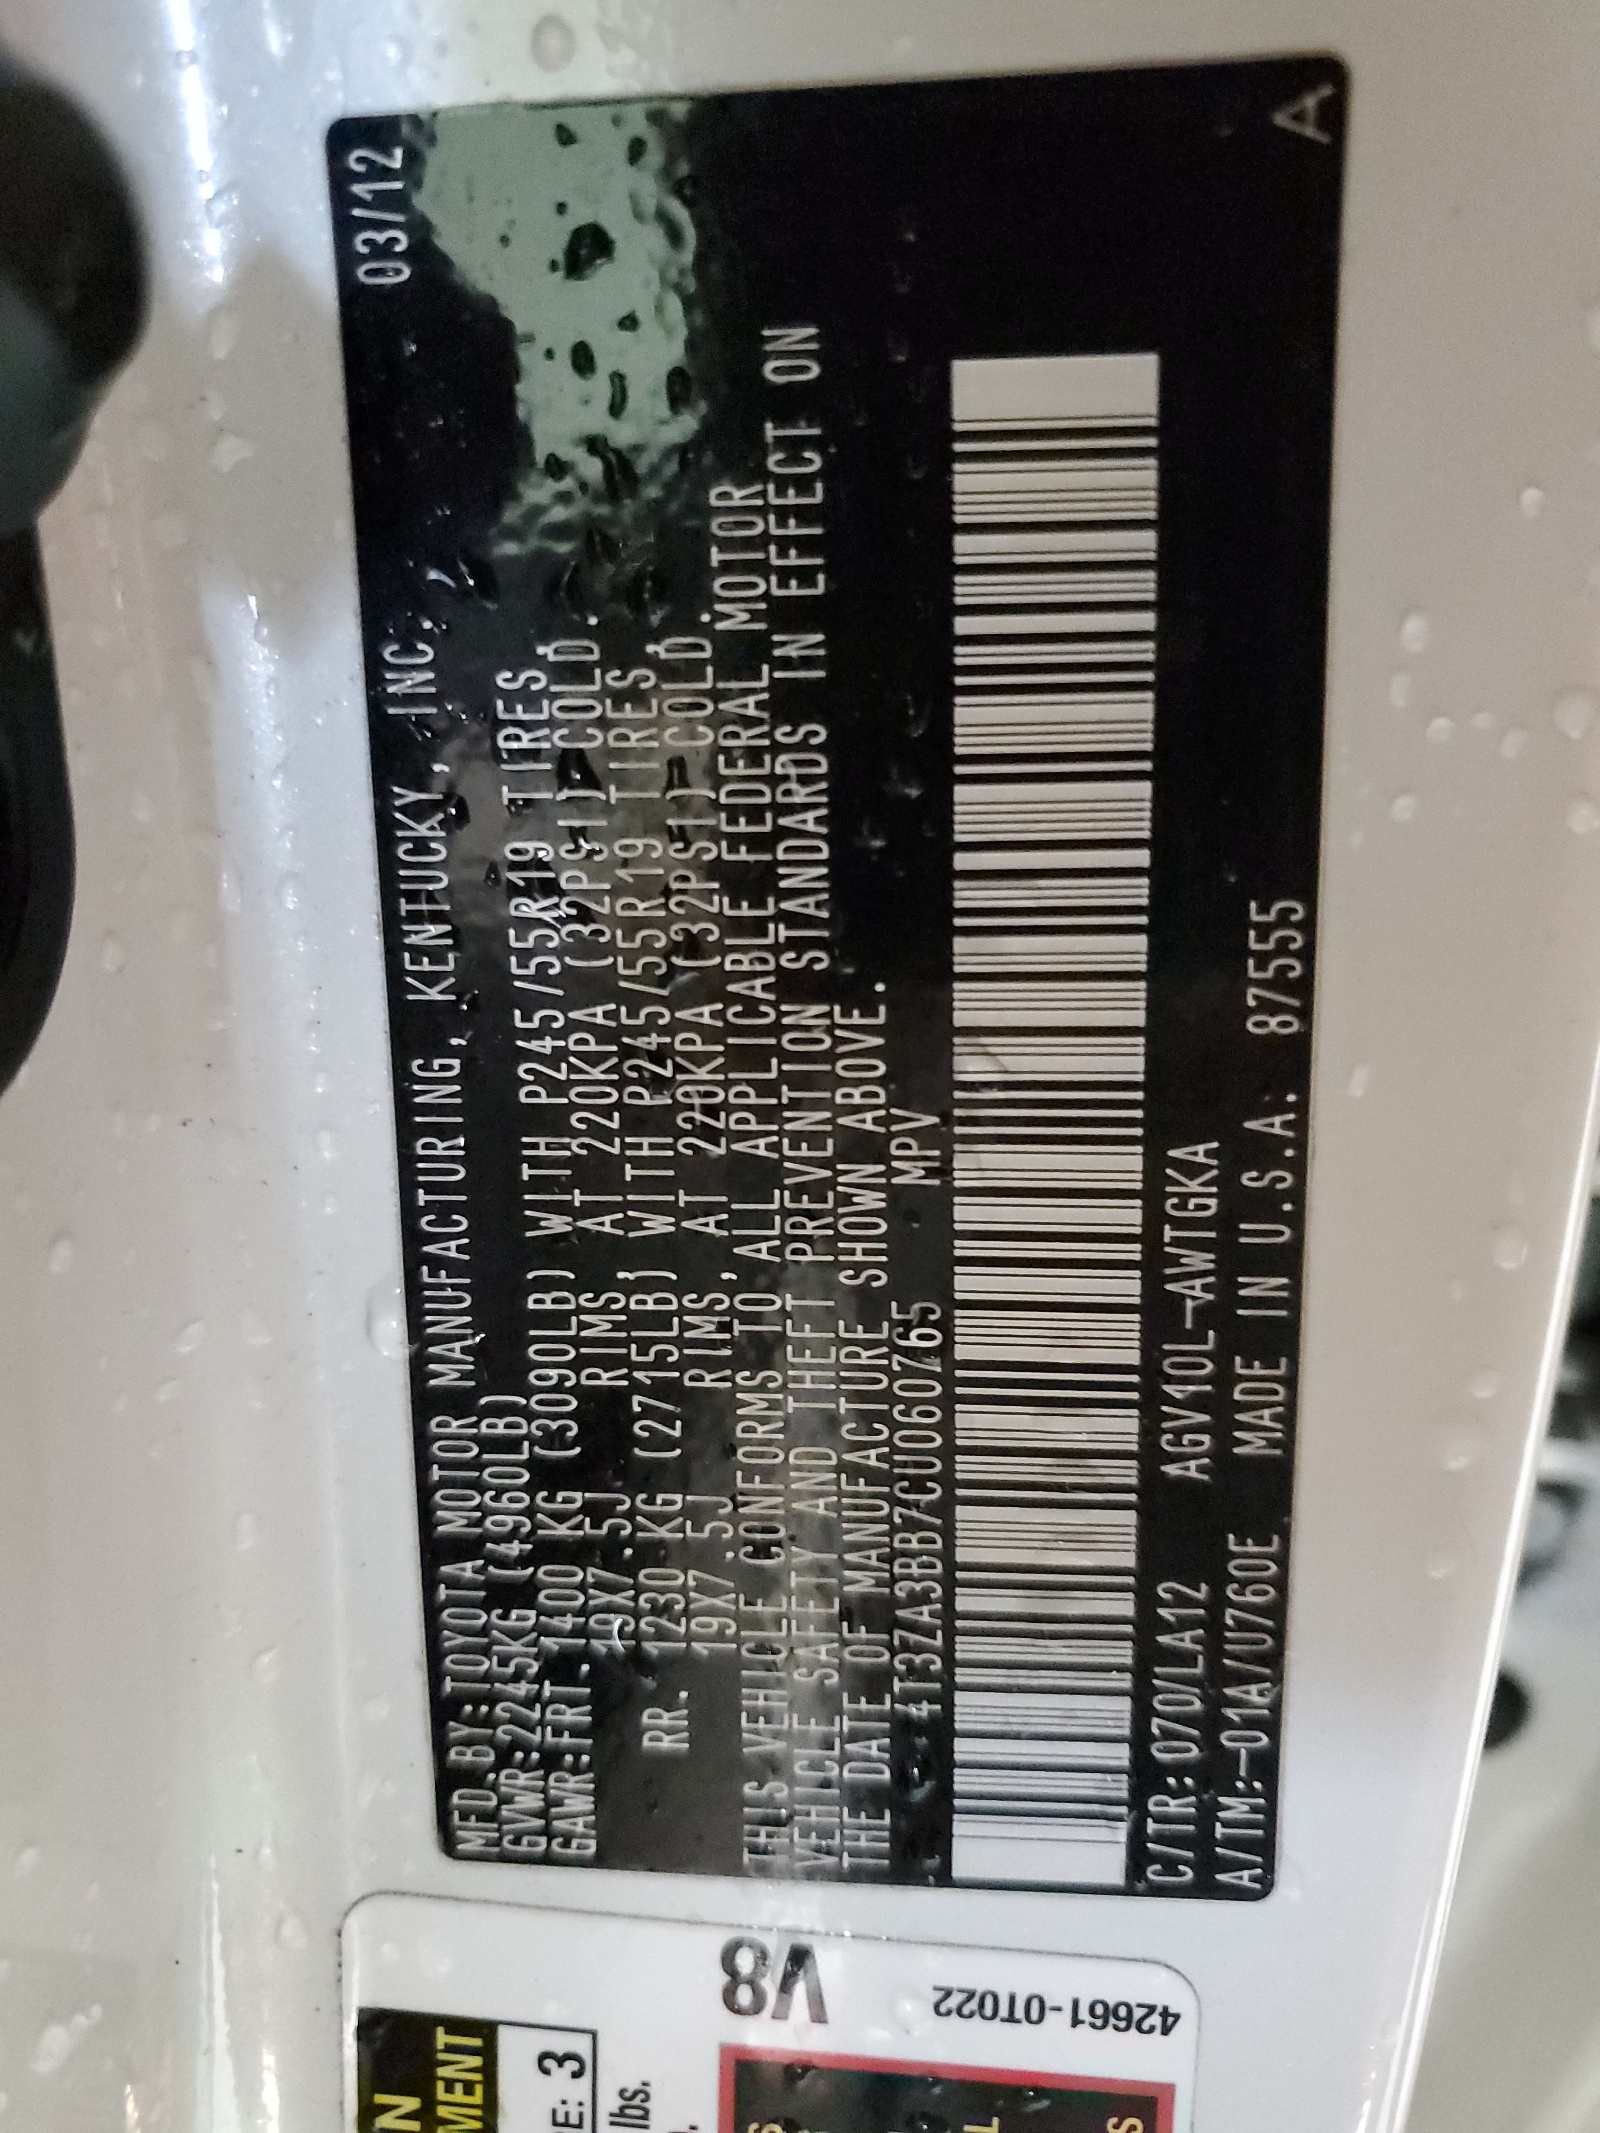 03/12
MFD.BY:TOYOTA MOTOR MANUFACTURING, KENTUCKY, INC.
GVWR:2245KG (4960LB)
GAWR:FRT.1400 KG (3090LB) WITH P245/55R19 TIRES,
19X7.5J RIMS, AT 220KPA(32PSI)COLD.
RR. 1230 KG (2715LB) WITH P245/55R19 TIRES,
19X7.5J RIMS, AT 220KPA(32PSI)COLD.
THIS VEHICLE CONFORMS TO ALL APPLICABLE FEDERAL MOTOR
VEHICLE SAFETY AND THEFT PREVENTION STANDARDS IN EFFECT ON
THE DATE OF MANUFACTURE SHOWN ABOVE.
4T3ZA3BB7CU060765 MPV
C/TR:070/LA12 AGV10L-AWTGKA
A/TM:-01A/U760E MADE IN U.S.A. 87555
A
V8
42661-0T022
MENT
3
lbs.